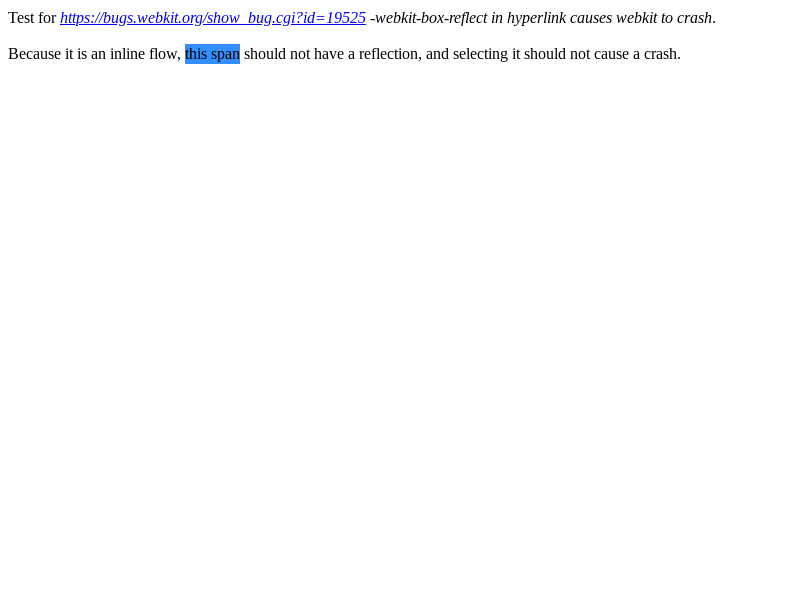 Test for https://bugs.webkit.org/show_bug.cgi?id=19525 -webkit-box-reflect in hyperlink causes webkit to crash.
Because it is an inline flow, this span should not have a reflection, and selecting it should not cause a crash.